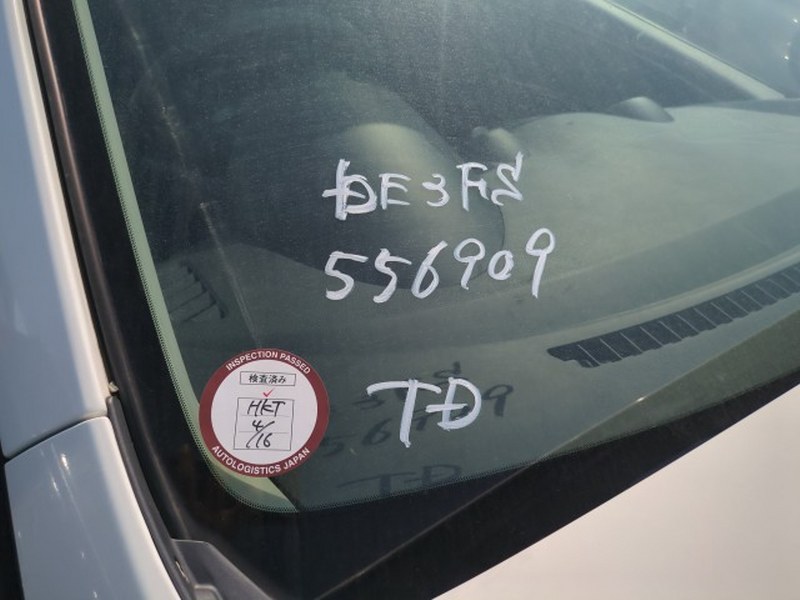 DE3FS
556909
INSPECTION PASSED
検査済み
HKT
4/16
AUTOLOGISTICS JAPAN
TD